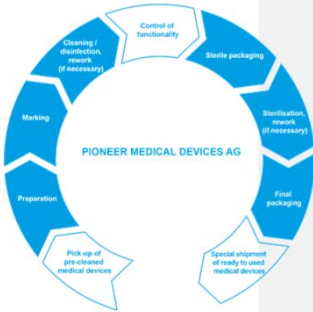 Control of
functionality
Cleaning /
disinfection,
rework
(if necessary)
Sterile packaging
Marking
Sterilisation,
rework
(if necessary)
PIONEER MEDICAL DEVICES AG
Preparation
Final
packaging
Pick-up of
pre-cleaned
medical devices
Special shipment
of ready to used
medical devices